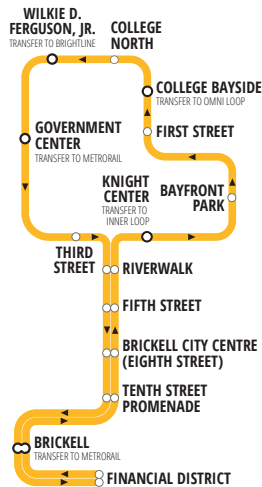 WILKIE D.
FERGUSON, JR.
TRANSFER TO BRIGHTLINE
COLLEGE
NORTH
COLLEGE BAYSIDE
TRANSFER TO OMNI LOOP
GOVERNMENT
CENTER
TRANSFER TO METRORAIL
FIRST STREET
KNIGHT
CENTER
TRANSFER TO
INNER LOOP
BAYFRONT
PARK
THIRD
STREET
RIVERWALK
FIFTH STREET
BRICKELL CITY CENTRE
(EIGHTH STREET)
TENTH STREET
PROMENADE
BRICKELL
TRANSFER TO METRORAIL
FINANCIAL DISTRICT